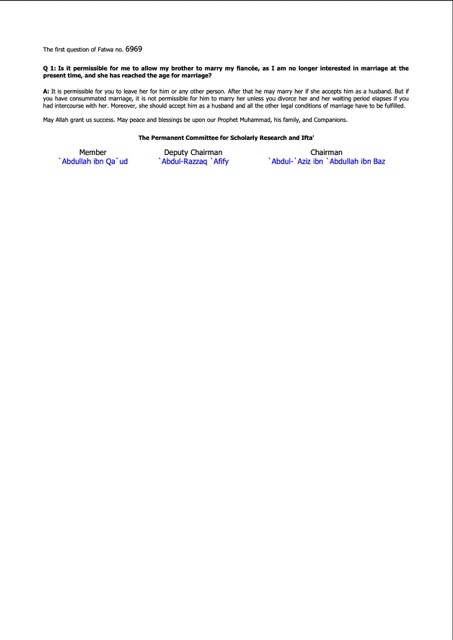 The first question of Fatwa no. 6969
Q 1: Is it permissible for me to allow my brother to marry my fiancée, as I am no longer interested in marriage at the
present time, and she has reached the age for marriage?
A: It is permissible for you to leave her for him or any other person. After that he may marry her if she accepts him as a husband. But if
you have consummated marriage, it is not permissible for him to marry her unless you divorce her and her waiting period elapses if you
had intercourse with her. Moreover, she should accept him as a husband and all the other legal conditions of marriage have to be fulfilled.
May Allah grant us success. May peace and blessings be upon our Prophet Muhammad, his family, and Companions.
The Permanent Committee for Scholarly Research and Ifta'
Member Deputy Chairman Chairman
`Abdullah ibn Qa`ud `Abdul-Razzaq `Afify `Abdul-`Aziz ibn `Abdullah ibn Baz